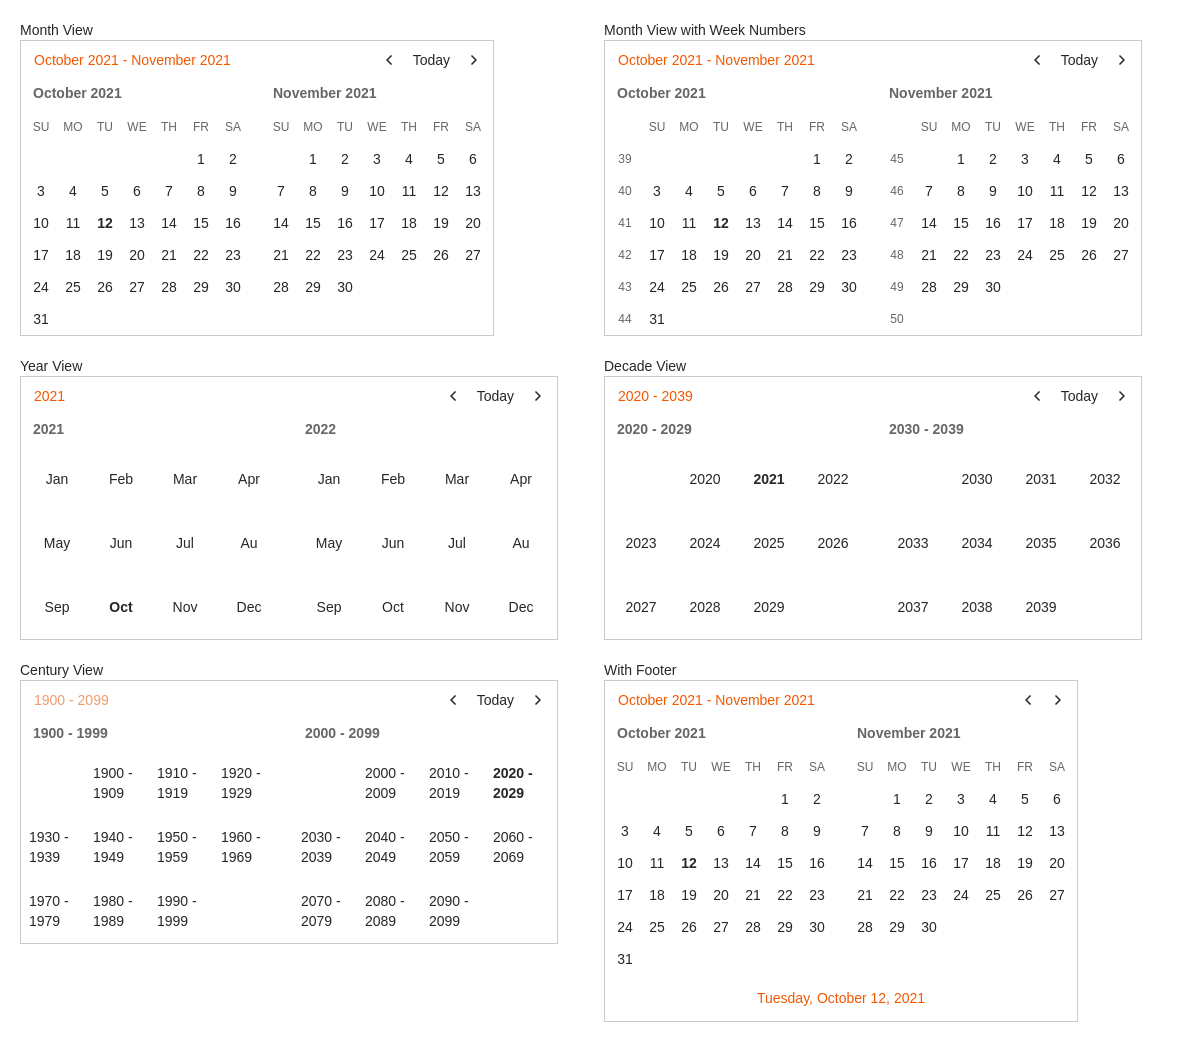 Month View
October 2021 - November 2021 Today
October 2021 November 2021
SU MO TU WE TH FR SA SU MO TU WE TH FR SA
1 2 1 2 3 4 5 6
3 4 5 6 7 8 9 7 8 9 10 11 12 13
10 11 12 13 14 15 16 14 15 16 17 18 19 20
17 18 19 20 21 22 23 21 22 23 24 25 26 27
24 25 26 27 28 29 30 28 29 30
31
Month View with Week Numbers
October 2021 - November 2021 Today
October 2021 November 2021
SU MO TU WE TH FR SA SU MO TU WE TH FR SA
39 1 2 45 1 2 3 4 5 6
40 3 4 5 6 7 8 9 46 7 8 9 10 11 12 13
41 10 11 12 13 14 15 16 47 14 15 16 17 18 19 20
42 17 18 19 20 21 22 23 48 21 22 23 24 25 26 27
43 24 25 26 27 28 29 30 49 28 29 30
44 31 50
Year View
2021 Today
2021 2022
Jan Feb Mar Apr Jan Feb Mar Apr
May Jun Jul Au May Jun Jul Au
Sep Oct Nov Dec Sep Oct Nov Dec
Decade View
2020 - 2039 Today
2020 - 2029 2030 - 2039
2020 2021 2022 2030 2031 2032
2023 2024 2025 2026 2033 2034 2035 2036
2027 2028 2029 2037 2038 2039
Century View
1900 - 2099 Today
1900 - 1999 2000 - 2099
1900 - 1910 - 1920 - 2000 - 2010 - 2020 -
1909 1919 1929 2009 2019 2029
1930 - 1940 - 1950 - 1960 - 2030 - 2040 - 2050 - 2060 -
1939 1949 1959 1969 2039 2049 2059 2069
1970 - 1980 - 1990 - 2070 - 2080 - 2090 -
1979 1989 1999 2079 2089 2099
With Footer
October 2021 - November 2021
October 2021 November 2021
SU MO TU WE TH FR SA SU MO TU WE TH FR SA
1 2 1 2 3 4 5 6
3 4 5 6 7 8 9 7 8 9 10 11 12 13
10 11 12 13 14 15 16 14 15 16 17 18 19 20
17 18 19 20 21 22 23 21 22 23 24 25 26 27
24 25 26 27 28 29 30 28 29 30
31
Tuesday, October 12, 2021